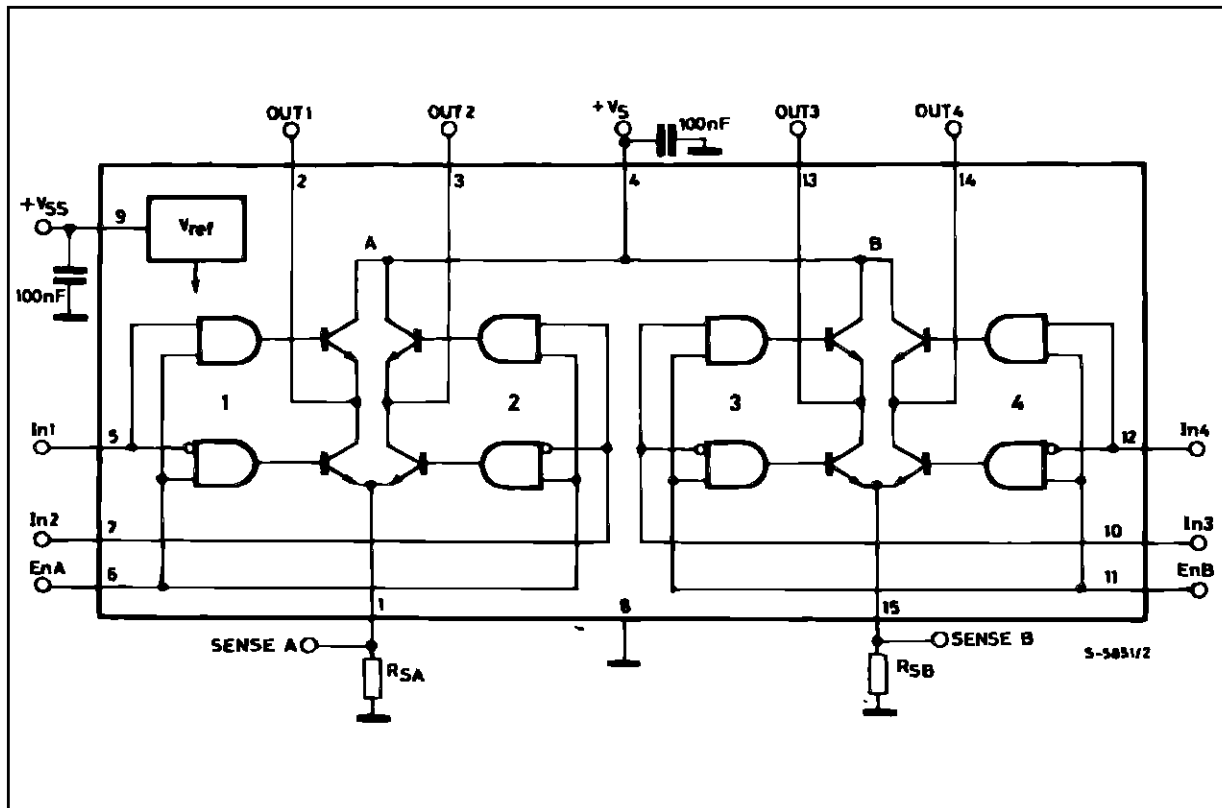 OUT1 OUT2 +VS 100nF OUT3 OUT4
2 3 4 13 14
+VSS 9 Vref
A B
100nF
1 2 3 4
In1 5 12 In4
In2 7 10 In3
EnA 6 11 EnB
1 8 15
SENSE A SENSE B
S-5851/2
RSA RSB